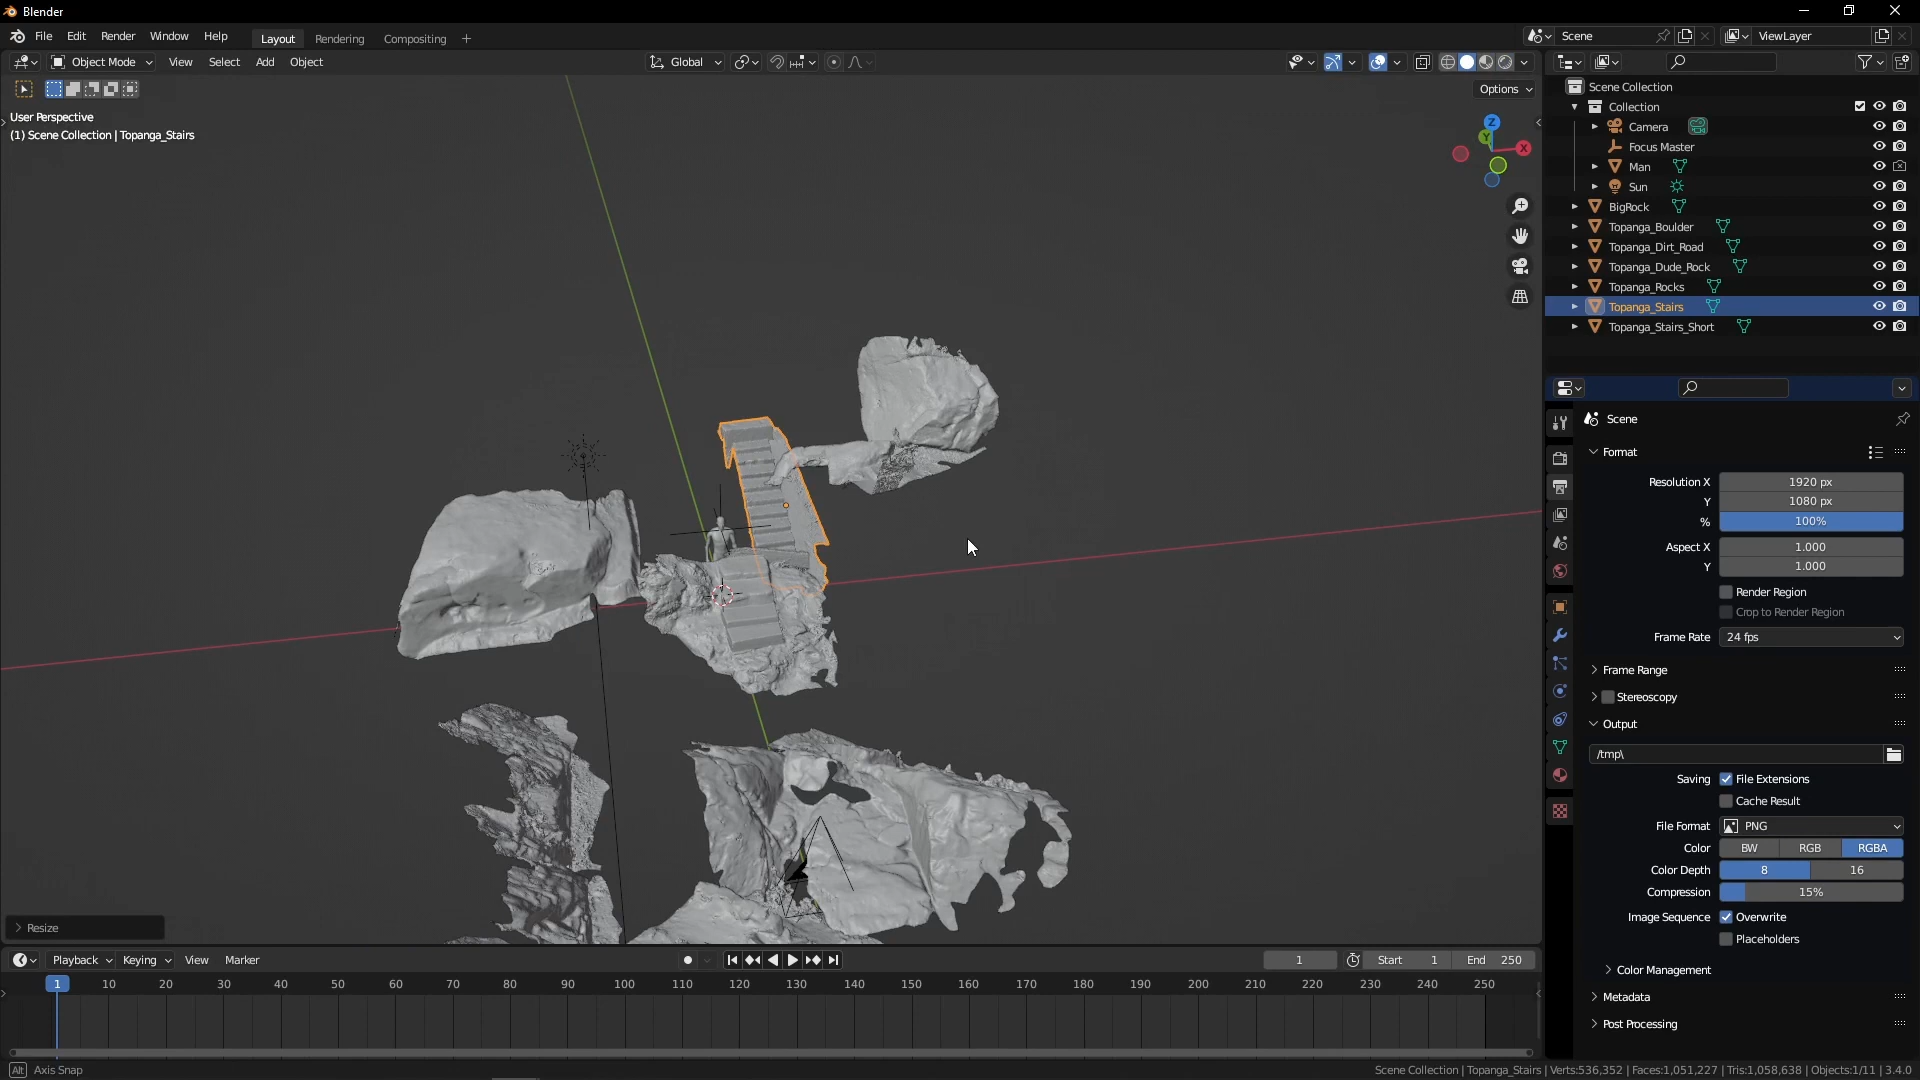 Blender
File Edit Render Window Help Layout Rendering Compositing + Scene ViewLayer
Object Mode View Select Add Object Global
Options
User Perspective
(1) Scene Collection | Topanga_Stairs
Z
Y
X
Scene Collection
Collection
Camera
Focus Master
Man
Sun
BigRock
Topanga_Boulder
Topanga_Dirt_Road
Topanga_Dude_Rock
Topanga_Rocks
Topanga_Stairs
Topanga_Stairs_Short
Scene
Format
Resolution X 1920 px
Y 1080 px
% 100%
Aspect X 1.000
Y 1.000
Render Region
Crop to Render Region
Frame Rate 24 fps
Frame Range
Stereoscopy
Output
/tmp\
Saving File Extensions
Cache Result
File Format PNG
Color BW RGB RGBA
Color Depth 8 16
Compression 15%
Image Sequence Overwrite
Placeholders
Color Management
Metadata
Post Processing
Resize
Playback Keying View Marker 1 Start 1 End 250
1 10 20 30 40 50 60 70 80 90 100 110 120 130 140 150 160 170 180 190 200 210 220 230 240 250
Alt Axis Snap
Scene Collection | Topanga_Stairs | Verts:536,352 | Faces:1,051,227 | Tris:1,058,638 | Objects:1/11 | 3.4.0